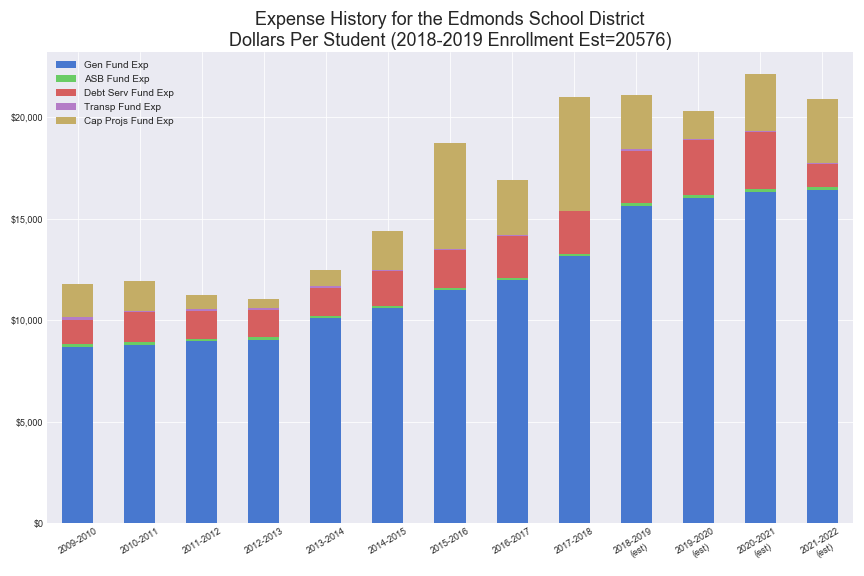 Expense History for the Edmonds School District
Dollars Per Student (2018-2019 Enrollment Est=20576)
Gen Fund Exp
ASB Fund Exp
Debt Serv Fund Exp
Transp Fund Exp
Cap Projs Fund Exp
$20,000
$15,000
$10,000
$5,000
$0
2009-2010
2010-2011
2011-2012
2012-2013
2013-2014
2014-2015
2015-2016
2016-2017
2017-2018
2018-2019
(est)
2019-2020
(est)
2020-2021
(est)
2021-2022
(est)